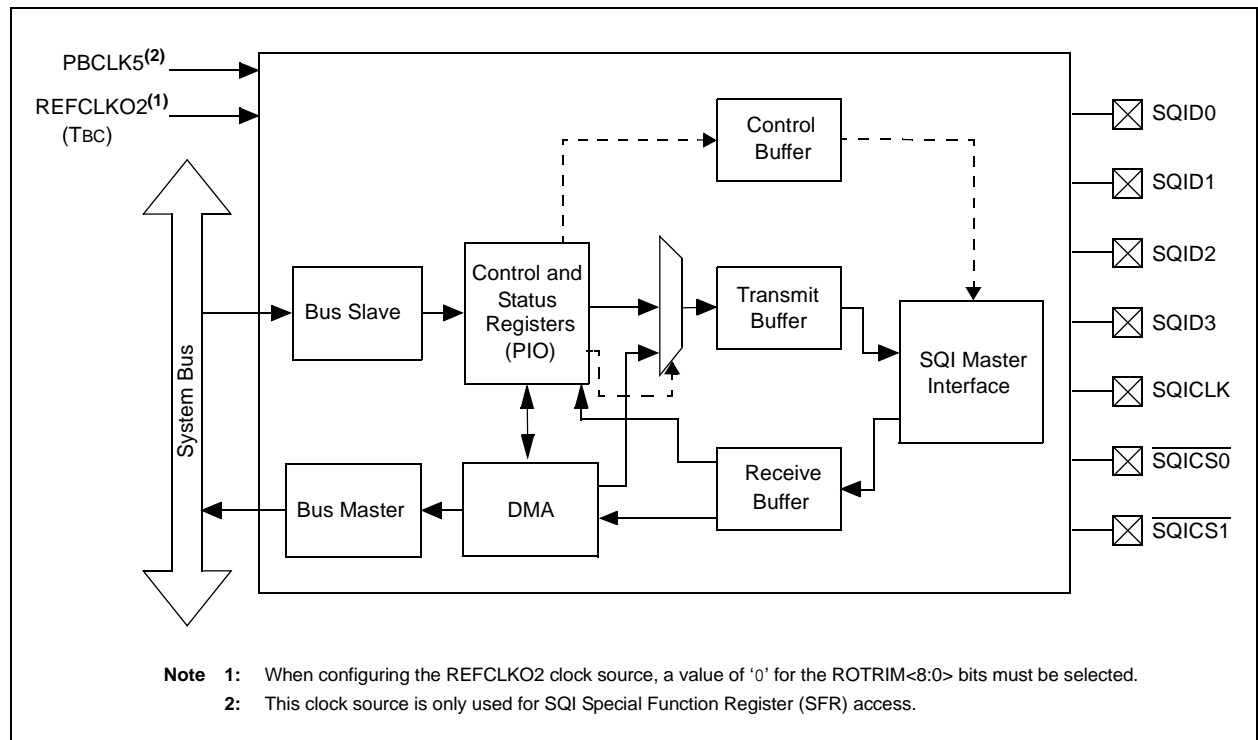 PBCLK5(2)
REFCLKO2(1)
(TBC)
System Bus
Bus Slave
Control and
Status
Registers
(PIO)
Control
Buffer
Transmit
Buffer
SQI Master
Interface
Bus Master
DMA
Receive
Buffer
SQID0
SQID1
SQID2
SQID3
SQICLK
SQICS0
SQICS1
Note 1: When configuring the REFCLKO2 clock source, a value of ‘0’ for the ROTRIM<8:0> bits must be selected.
2: This clock source is only used for SQI Special Function Register (SFR) access.